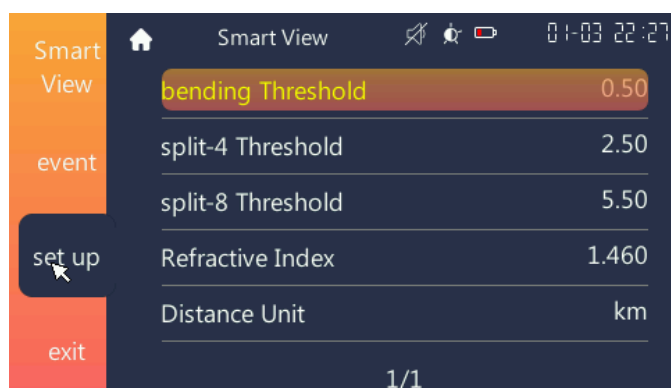 Smart View
Smart View
01-03 22:27
event
set up
exit
bending Threshold 0.50
split-4 Threshold 2.50
split-8 Threshold 5.50
Refractive Index 1.460
Distance Unit km
1/1